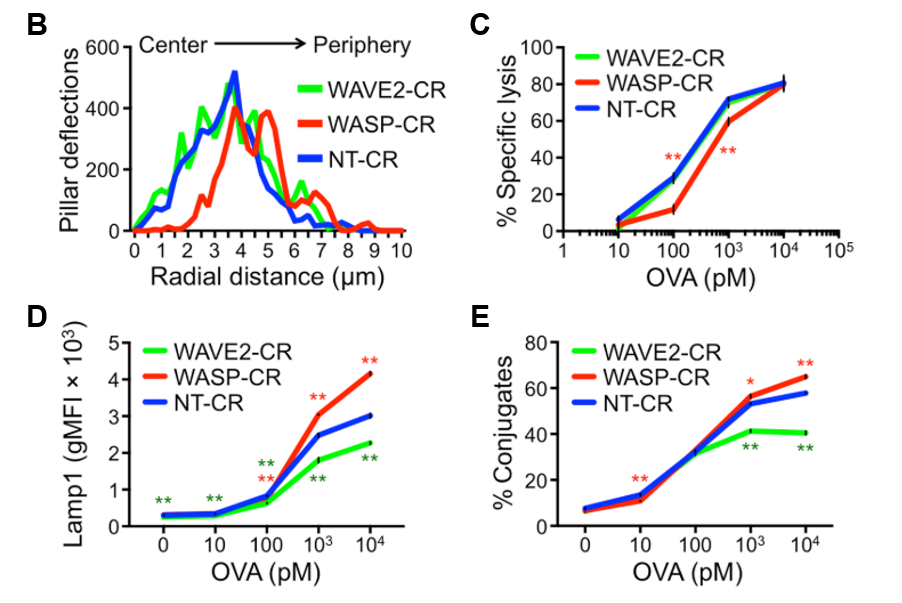 B
Center
Periphery
Pillar deflections
600
400
200
0
WAVE2-CR
WASP-CR
NT-CR
0 1 2 3 4 5 6 7 8 9 10
Radial distance (μm)
C
% Specific lysis
100
80
60
40
20
0
WAVE2-CR
WASP-CR
NT-CR
**
**
1 10 100 10³ 10⁴ 10⁵
OVA (pM)
D
Lamp1 (gMFI × 10³)
5
4
3
2
1
0
WAVE2-CR
WASP-CR
NT-CR
**
**
**
**
**
**
**
**
0 10 100 10³ 10⁴
OVA (pM)
E
% Conjugates
80
60
40
20
0
WAVE2-CR
WASP-CR
NT-CR
**
*
**
**
**
0 10 100 10³ 10⁴
OVA (pM)